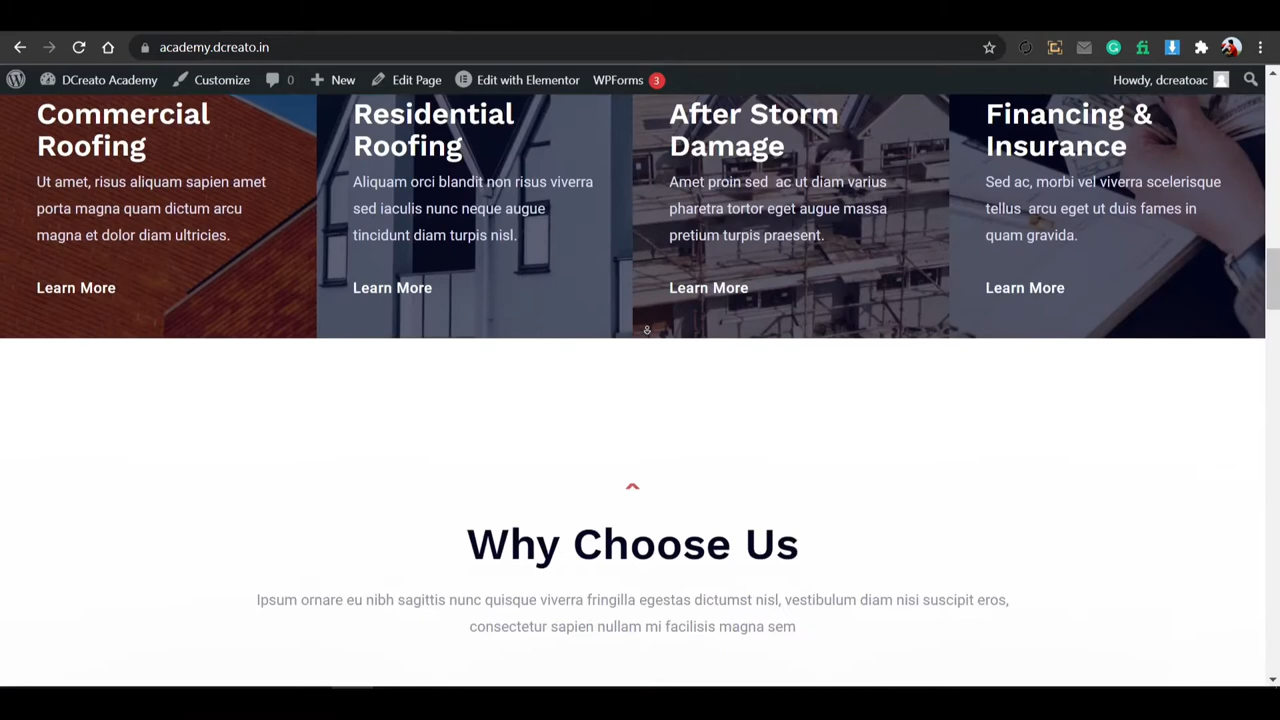 academy.dcreato.in
DCreato Academy Customize 0 New Edit Page Edit with Elementor WPForms 3 Howdy, dcreatoac
Commercial
Roofing
Ut amet, risus aliquam sapien amet
porta magna quam dictum arcu
magna et dolor diam ultricies.
Learn More
Residential
Roofing
Aliquam orci blandit non risus viverra
sed iaculis nunc neque augue
tincidunt diam turpis nisl.
Learn More
After Storm
Damage
Amet proin sed ac ut diam varius
pharetra tortor eget augue massa
pretium turpis praesent.
Learn More
Financing &
Insurance
Sed ac, morbi vel viverra scelerisque
tellus arcu eget ut duis fames in
quam gravida.
Learn More
Why Choose Us
Ipsum ornare eu nibh sagittis nunc quisque viverra fringilla egestas dictumst nisl, vestibulum diam nisi suscipit eros,
consectetur sapien nullam mi facilisis magna sem